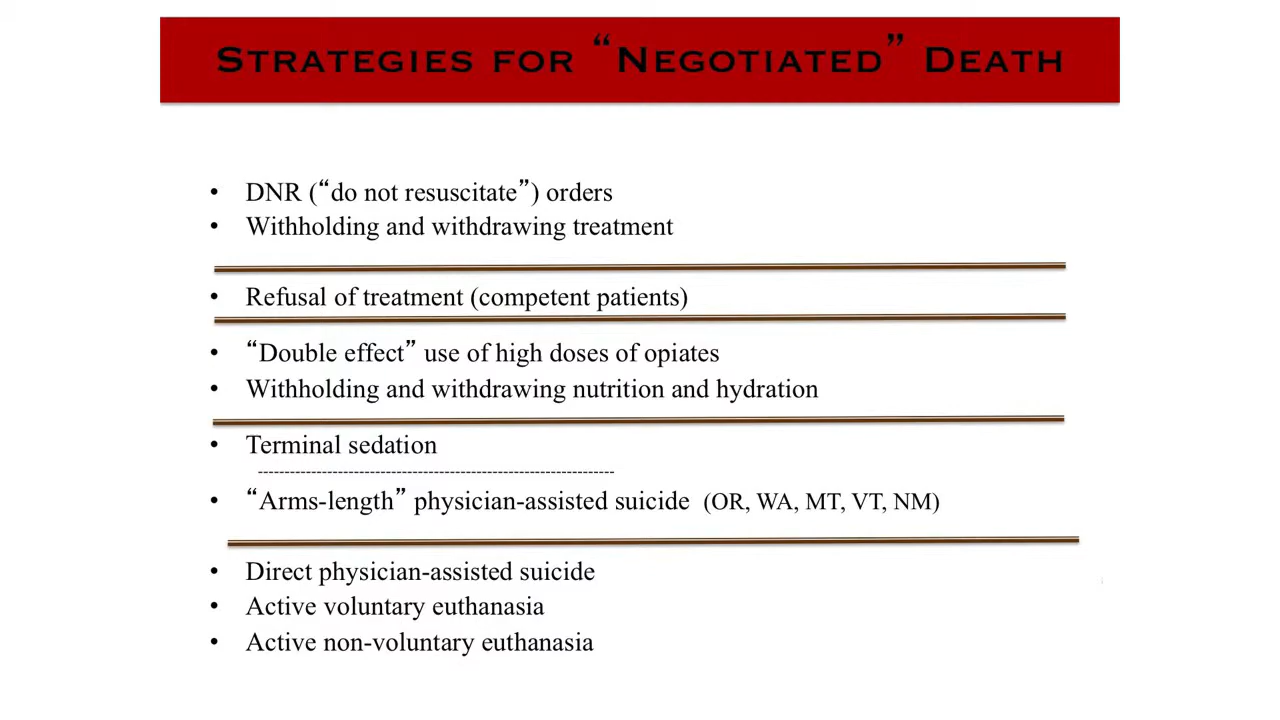 STRATEGIES FOR “NEGOTIATED” DEATH
• DNR (“do not resuscitate”) orders
• Withholding and withdrawing treatment
• Refusal of treatment (competent patients)
• “Double effect” use of high doses of opiates
• Withholding and withdrawing nutrition and hydration
• Terminal sedation
• “Arms-length” physician-assisted suicide (OR, WA, MT, VT, NM)
• Direct physician-assisted suicide
• Active voluntary euthanasia
• Active non-voluntary euthanasia